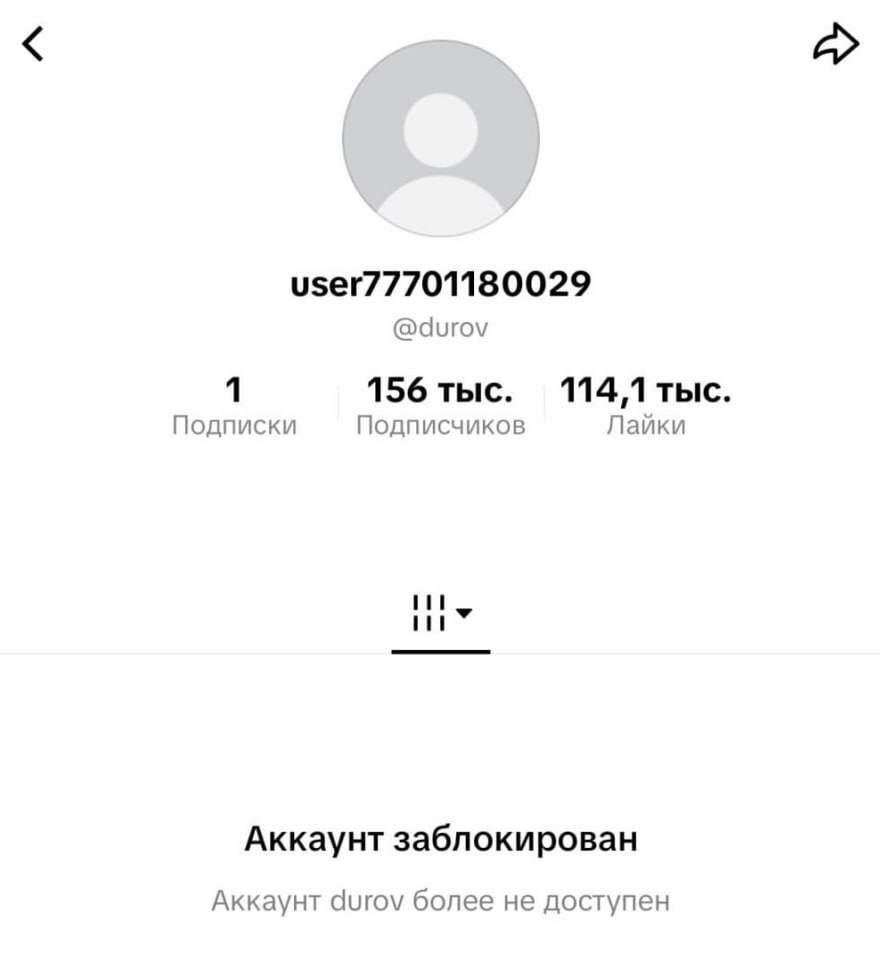 user77701180029
@durov
1 156 тыс. 114,1 тыс.
Подписки Подписчиков Лайки
Аккаунт заблокирован
Аккаунт durov более не доступен